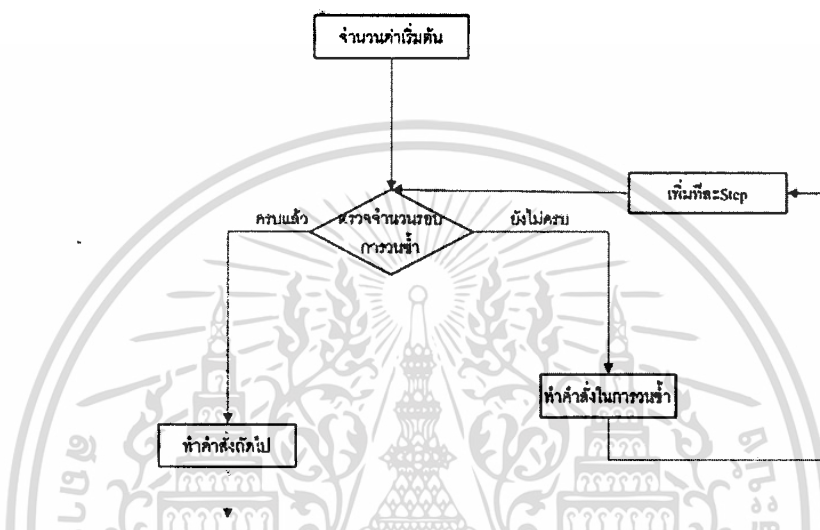 จำนวนค่าเริ่มต้น
เพิ่มทีละStep
ครบแล้ว
ตรวจจำนวนรอบ
การวนซ้ำ
ยังไม่ครบ
ทำคำสั่งในการวนซ้ำ
ทำคำสั่งถัดไป